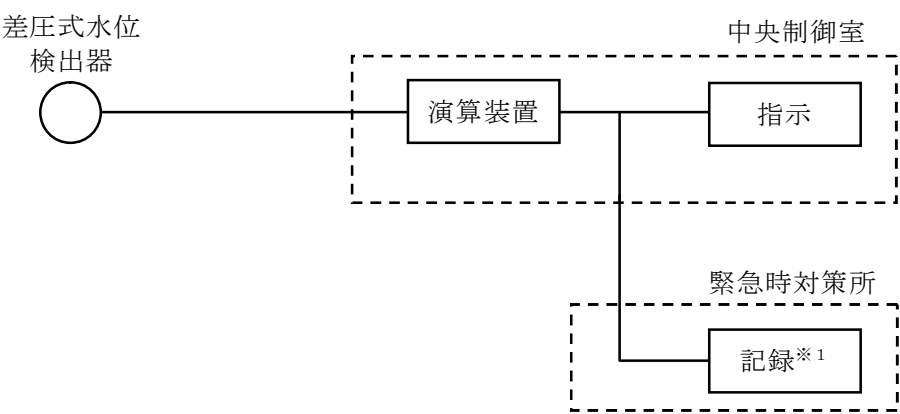 差圧式水位
検出器
中央制御室
演算装置
指示
緊急時対策所
記録※1